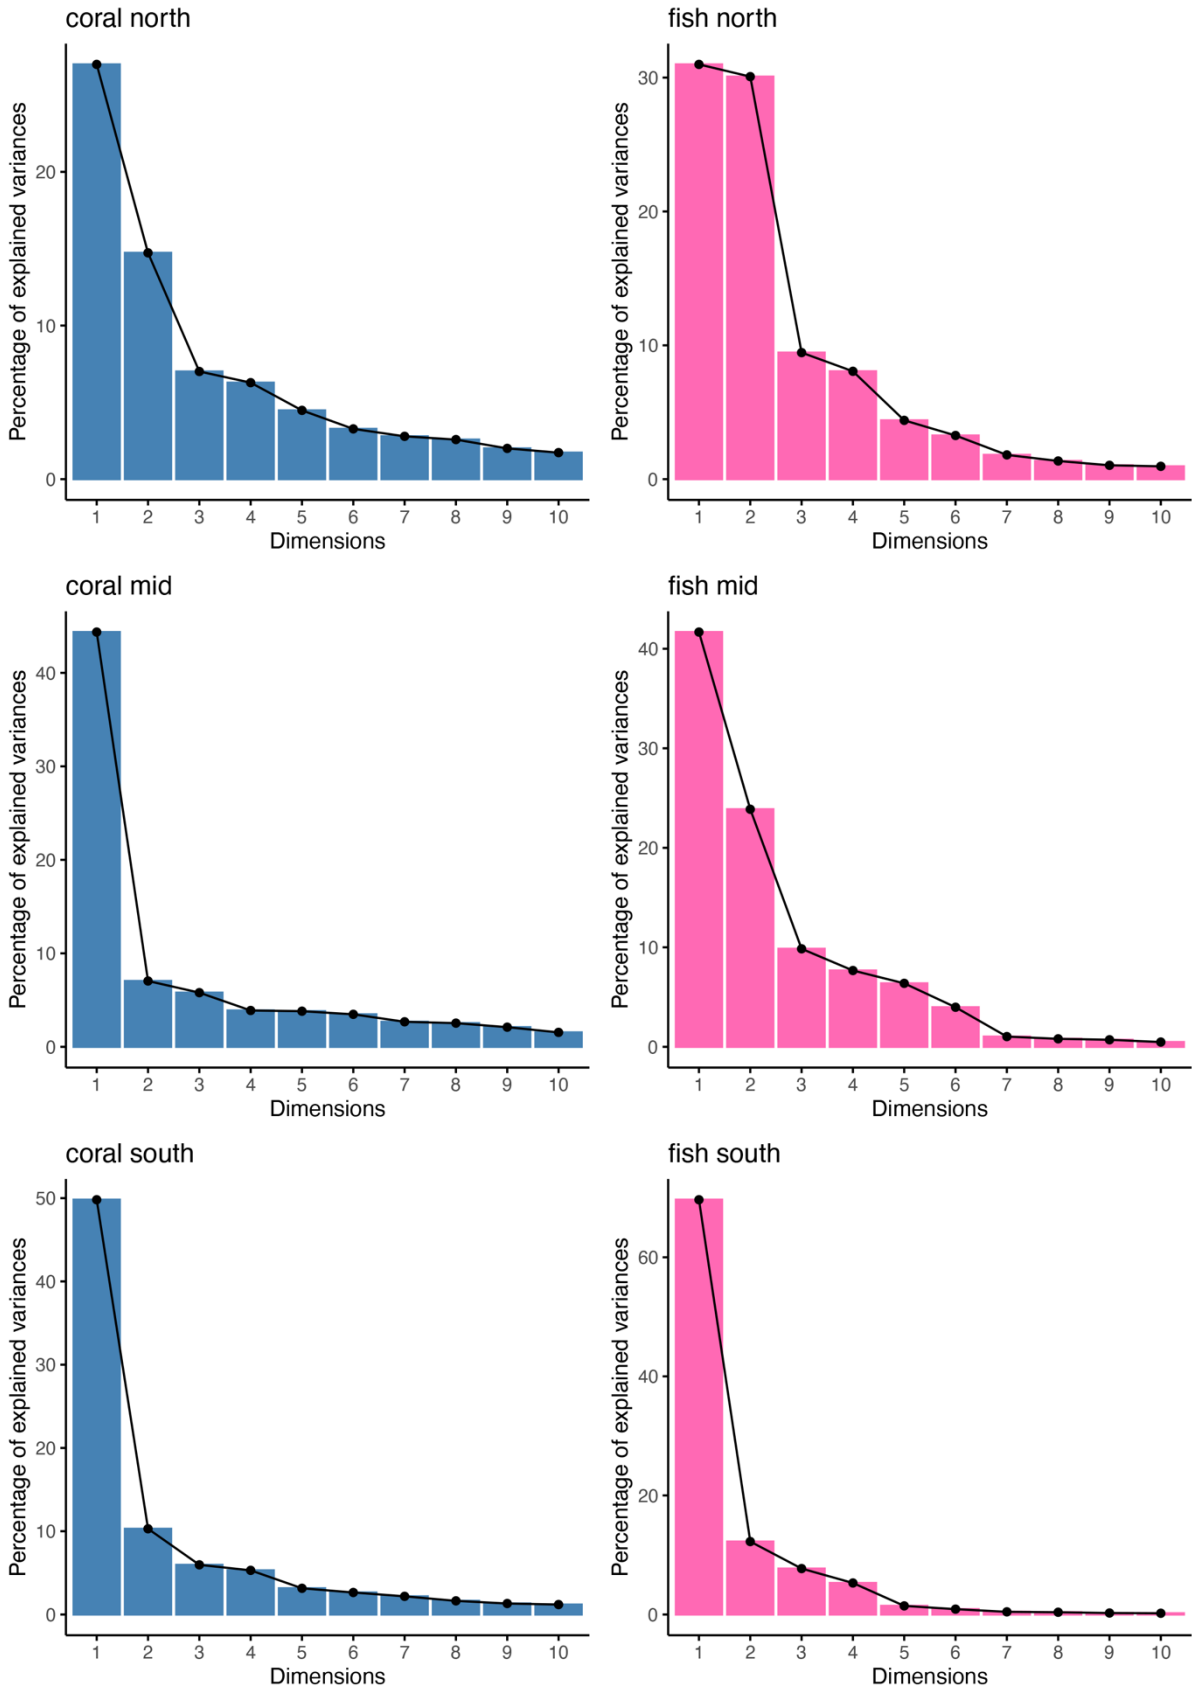 coral north
fish north
Percentage of explained variances
20
10
0
1 2 3 4 5 6 7 8 9 10
Dimensions
Percentage of explained variances
30
20
10
0
1 2 3 4 5 6 7 8 9 10
Dimensions
coral mid
fish mid
Percentage of explained variances
40
30
20
10
0
1 2 3 4 5 6 7 8 9 10
Dimensions
Percentage of explained variances
40
30
20
10
0
1 2 3 4 5 6 7 8 9 10
Dimensions
coral south
fish south
Percentage of explained variances
50
40
30
20
10
0
1 2 3 4 5 6 7 8 9 10
Dimensions
Percentage of explained variances
60
40
20
0
1 2 3 4 5 6 7 8 9 10
Dimensions